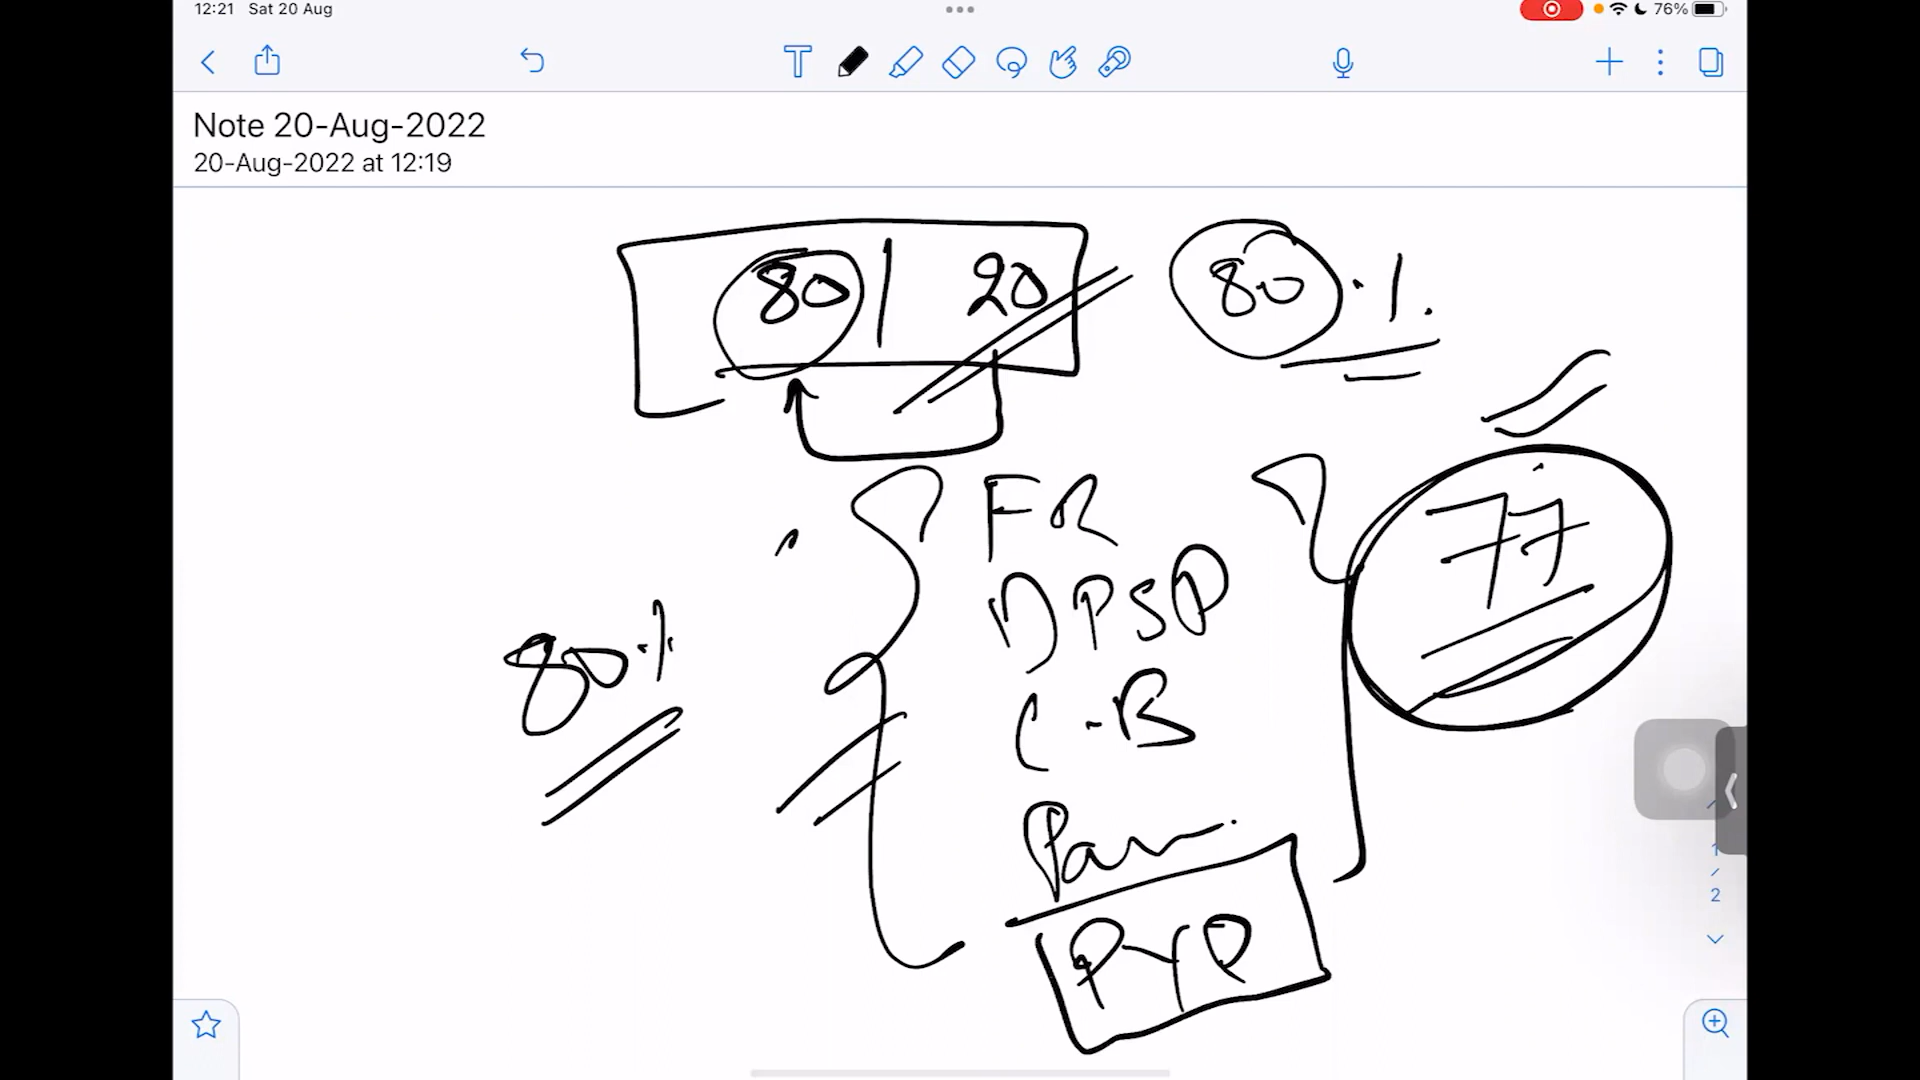 12:21 Sat 20 Aug
76%
Note 20-Aug-2022
20-Aug-2022 at 12:19
80 | 20
80 %.
FR
77
DPSP
80 %
C-B
PYP
1
2